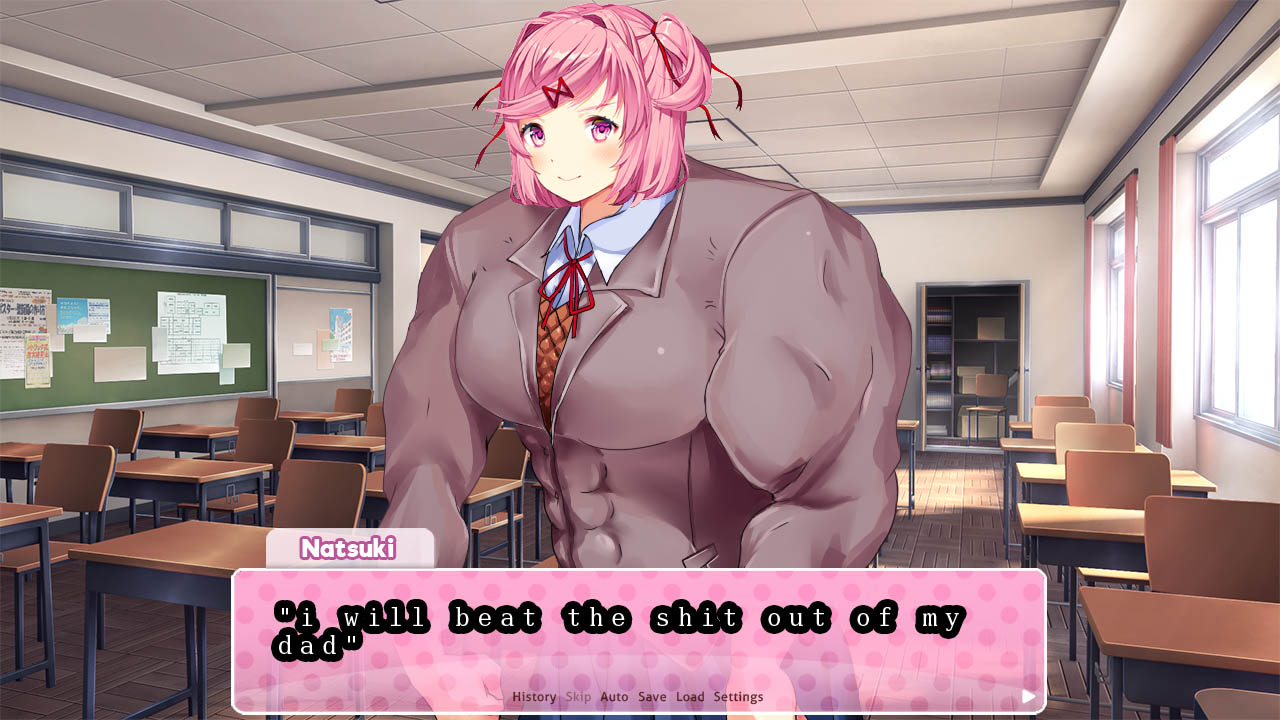 Natsuki
"i will beat the shit out of my
dad"
History Skip Auto Save Load Settings